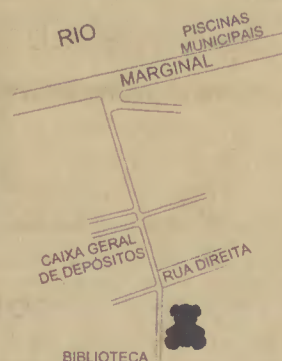 RIO
PISCINAS
MUNICIPAIS
MARGINAL
CAIXA GERAL
DE DEPÓSITOS
RUA DIREITA
BIBLIOTECA